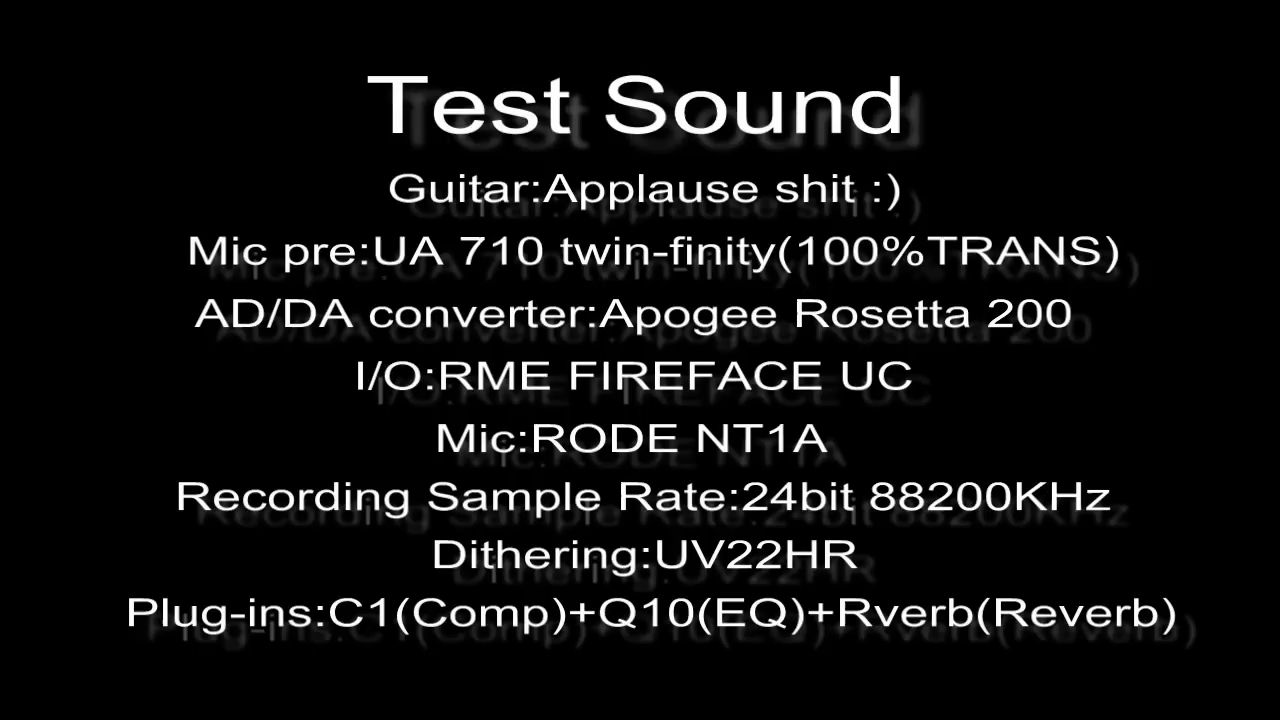 Test Sound
Guitar:Applause shit :)
Mic pre:UA 710 twin-finity(100%TRANS)
AD/DA converter:Apogee Rosetta 200
I/O:RME FIREFACE UC
Mic:RODE NT1A
Recording Sample Rate:24bit 88200KHz
Dithering:UV22HR
Plug-ins:C1(Comp)+Q10(EQ)+Rverb(Reverb)